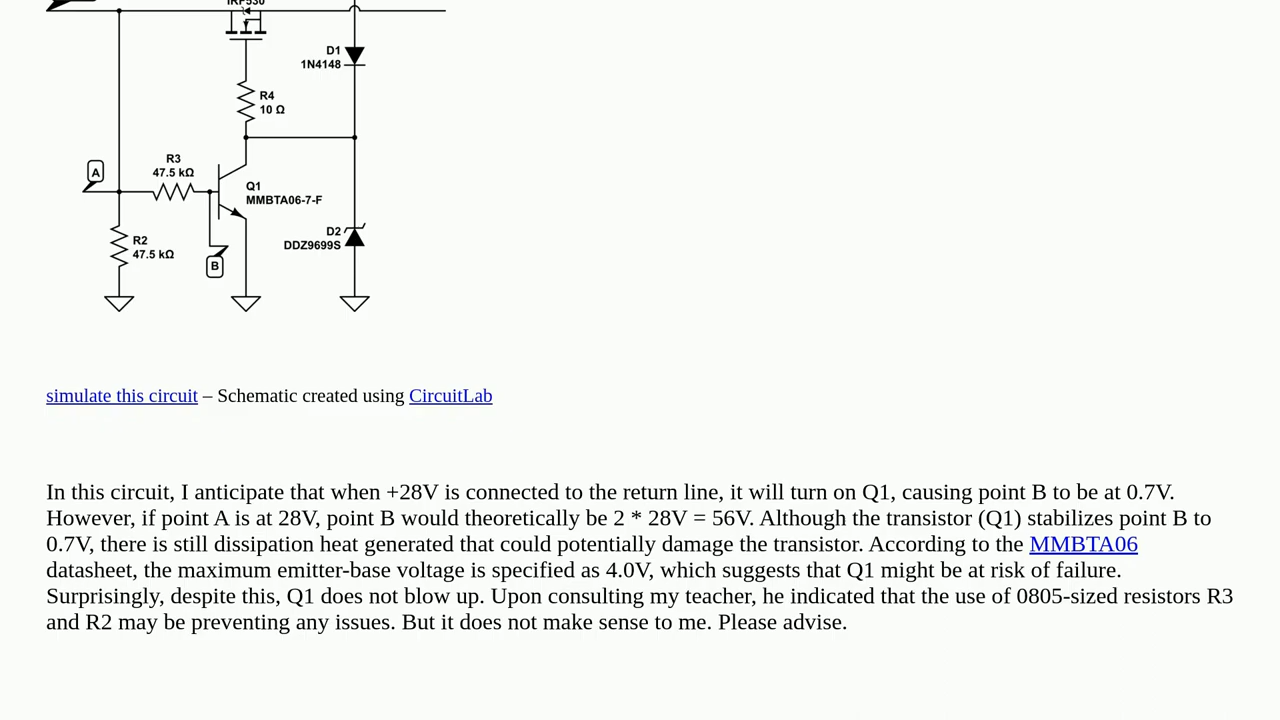 D1
1N4148
R4
10 Ω
R3
47.5 kΩ
A
Q1
MMBTA06-7-F
R2
47.5 kΩ
D2
DDZ9699S
B
simulate this circuit – Schematic created using CircuitLab
In this circuit, I anticipate that when +28V is connected to the return line, it will turn on Q1, causing point B to be at 0.7V.
However, if point A is at 28V, point B would theoretically be 2 * 28V = 56V. Although the transistor (Q1) stabilizes point B to
0.7V, there is still dissipation heat generated that could potentially damage the transistor. According to the MMBTA06
datasheet, the maximum emitter-base voltage is specified as 4.0V, which suggests that Q1 might be at risk of failure.
Surprisingly, despite this, Q1 does not blow up. Upon consulting my teacher, he indicated that the use of 0805-sized resistors R3
and R2 may be preventing any issues. But it does not make sense to me. Please advise.